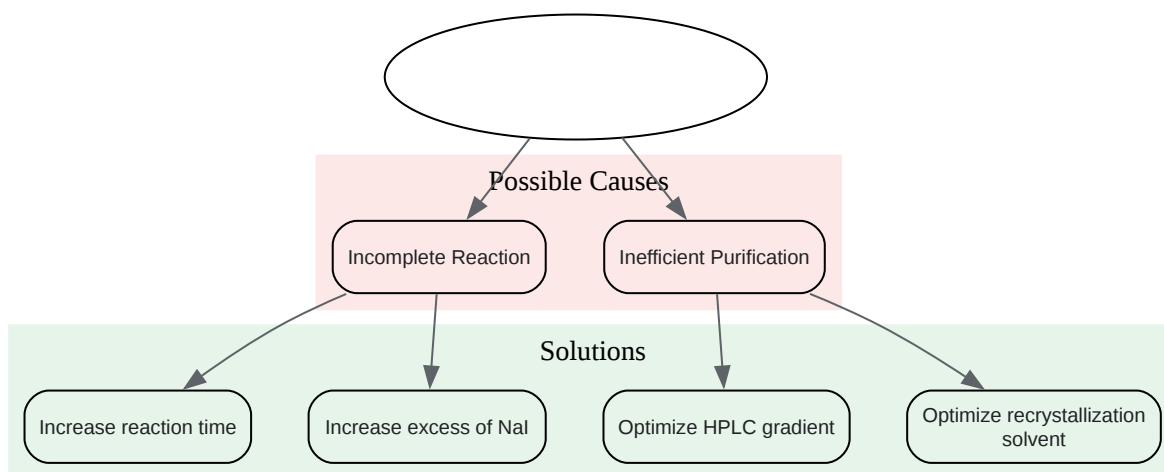 Possible Causes
Incomplete Reaction
Inefficient Purification
Solutions
Increase reaction time
Increase excess of NaI
Optimize HPLC gradient
Optimize recrystallization
solvent